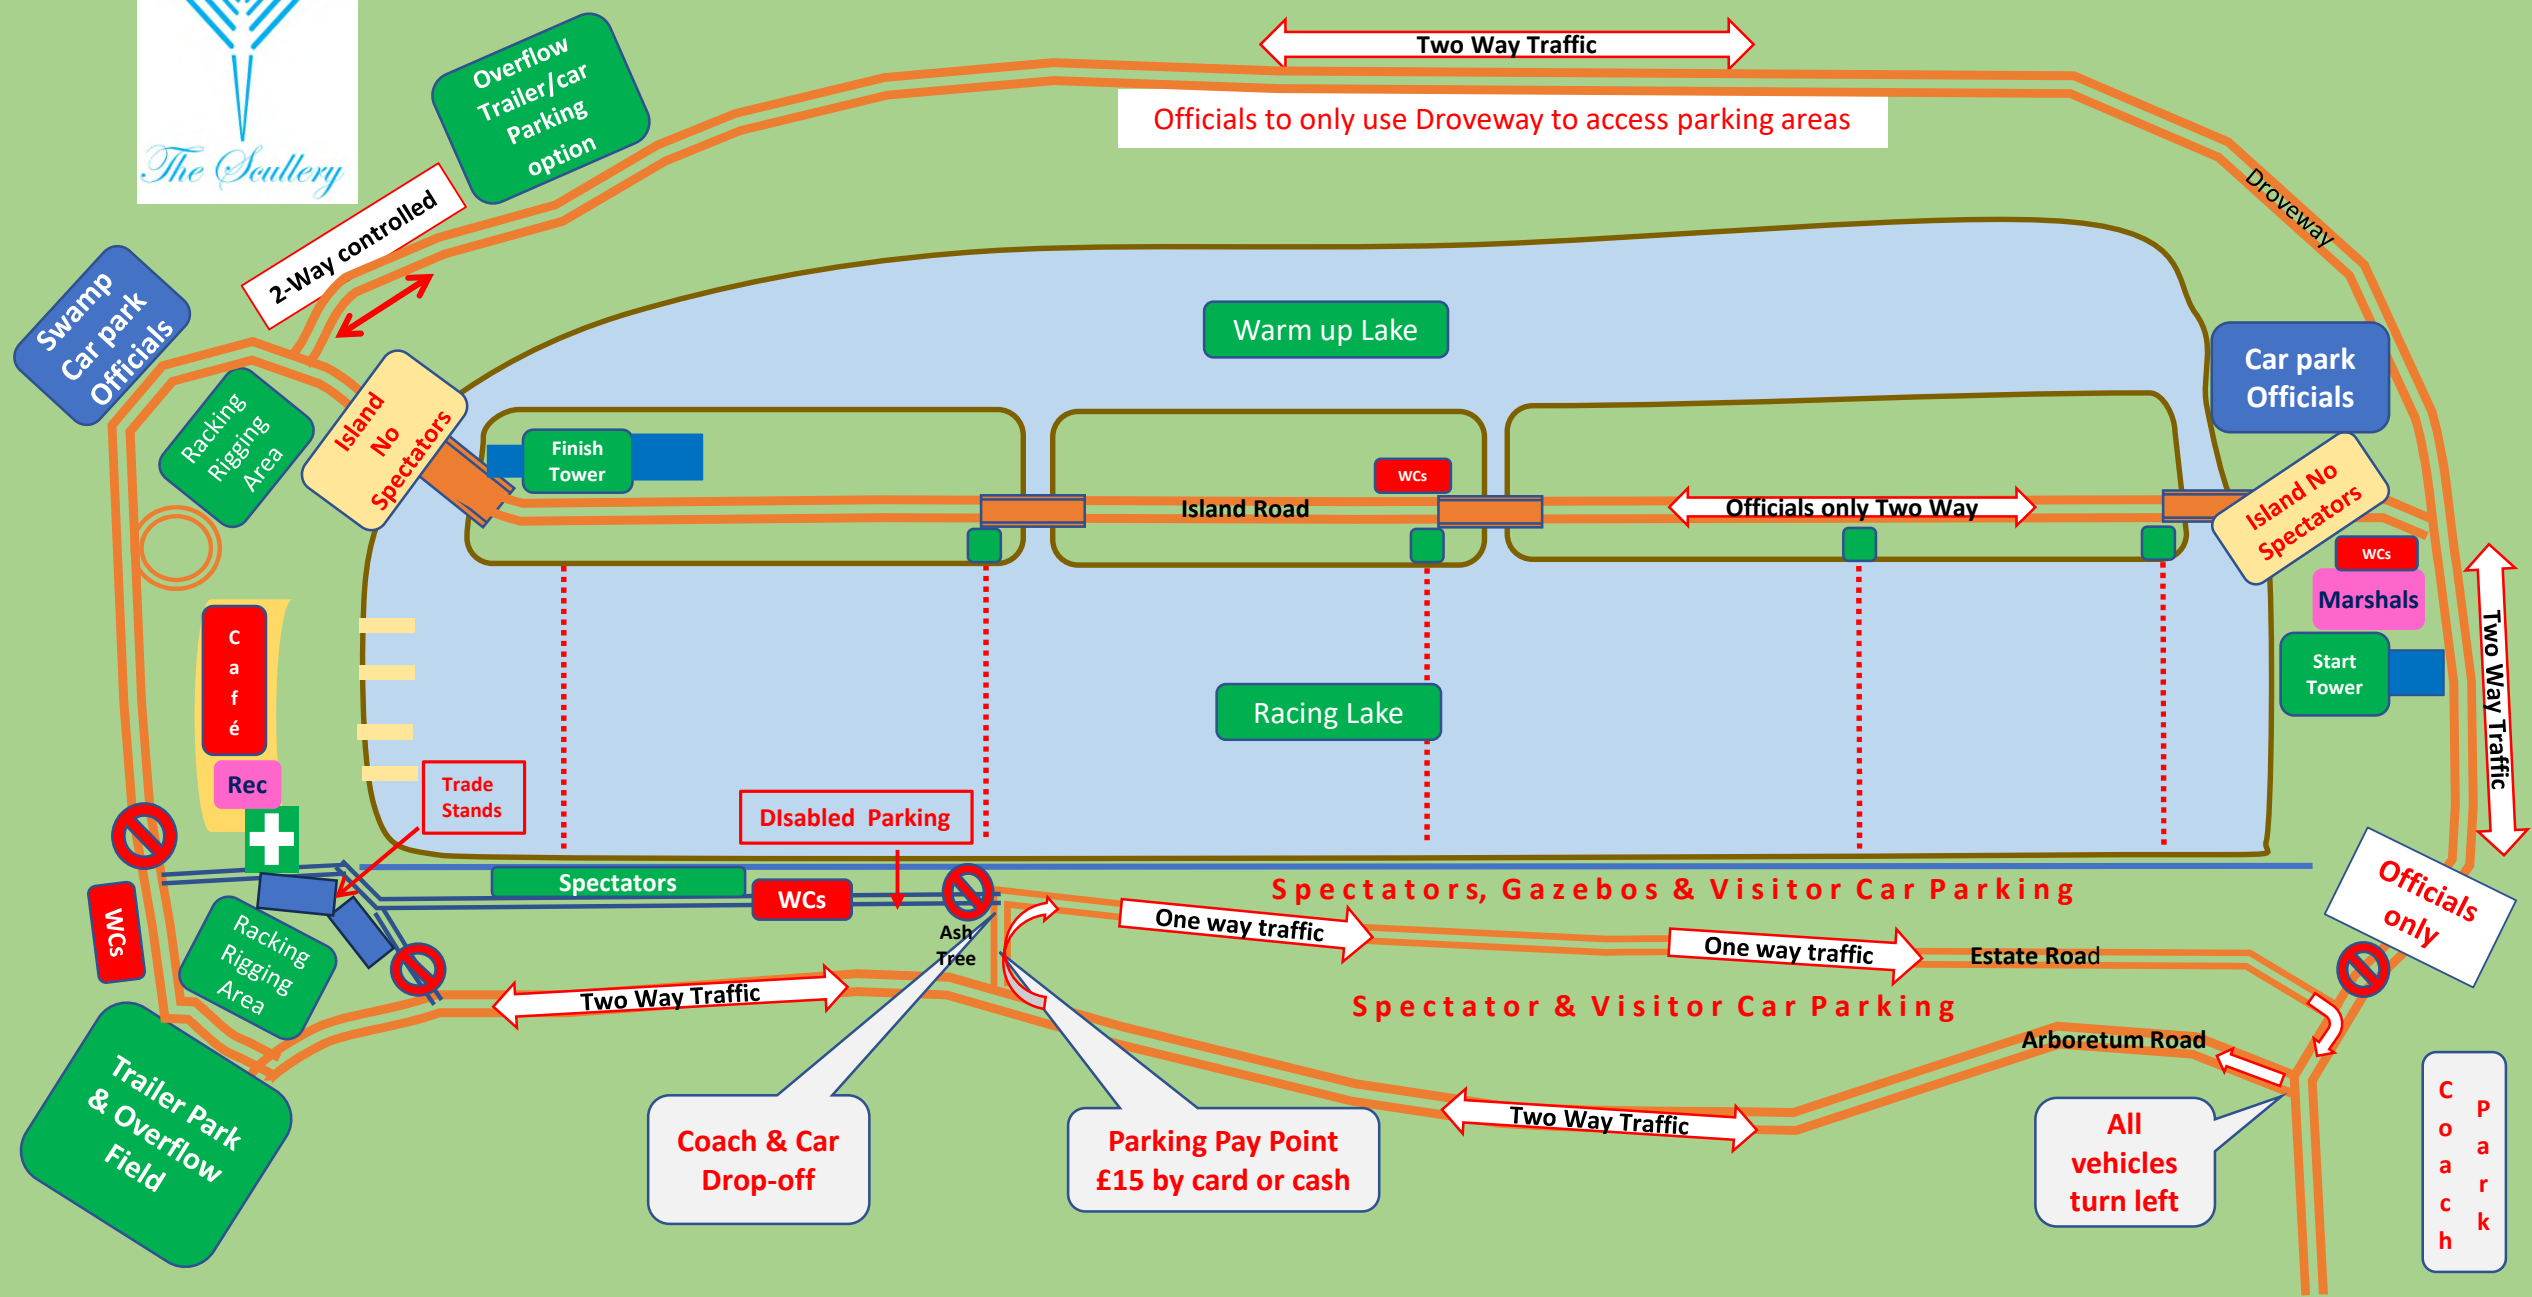 The Scullery
Overflow
Trailer/car
Parking
option
Two Way Traffic
Officials to only use Droveway to access parking areas
Droveway
2-Way controlled
Swamp
Car park
Officials
Racking
Rigging
Area
Island
No
Spectators
Warm up Lake
Car park
Officials
Finish
Tower
WCs
Island Road
Officials only Two Way
Island No
Spectators
WCs
Marshals
Start
Tower
Two Way Traffic
C
a
f
é
Rec
Racing Lake
Trade
Stands
DIsabled Parking
Officials
only
Spectators
WCs
WCs
Racking
Rigging
Area
Ash
Tree
Spectators, Gazebos & Visitor Car Parking
One way traffic
One way traffic
Estate Road
Two Way Traffic
Spectator & Visitor Car Parking
Arboretum Road
Trailer Park
& Overflow
Field
Coach & Car
Drop-off
Parking Pay Point
£15 by card or cash
Two Way Traffic
All
vehicles
turn left
C
o
a
c
h
P
a
r
k